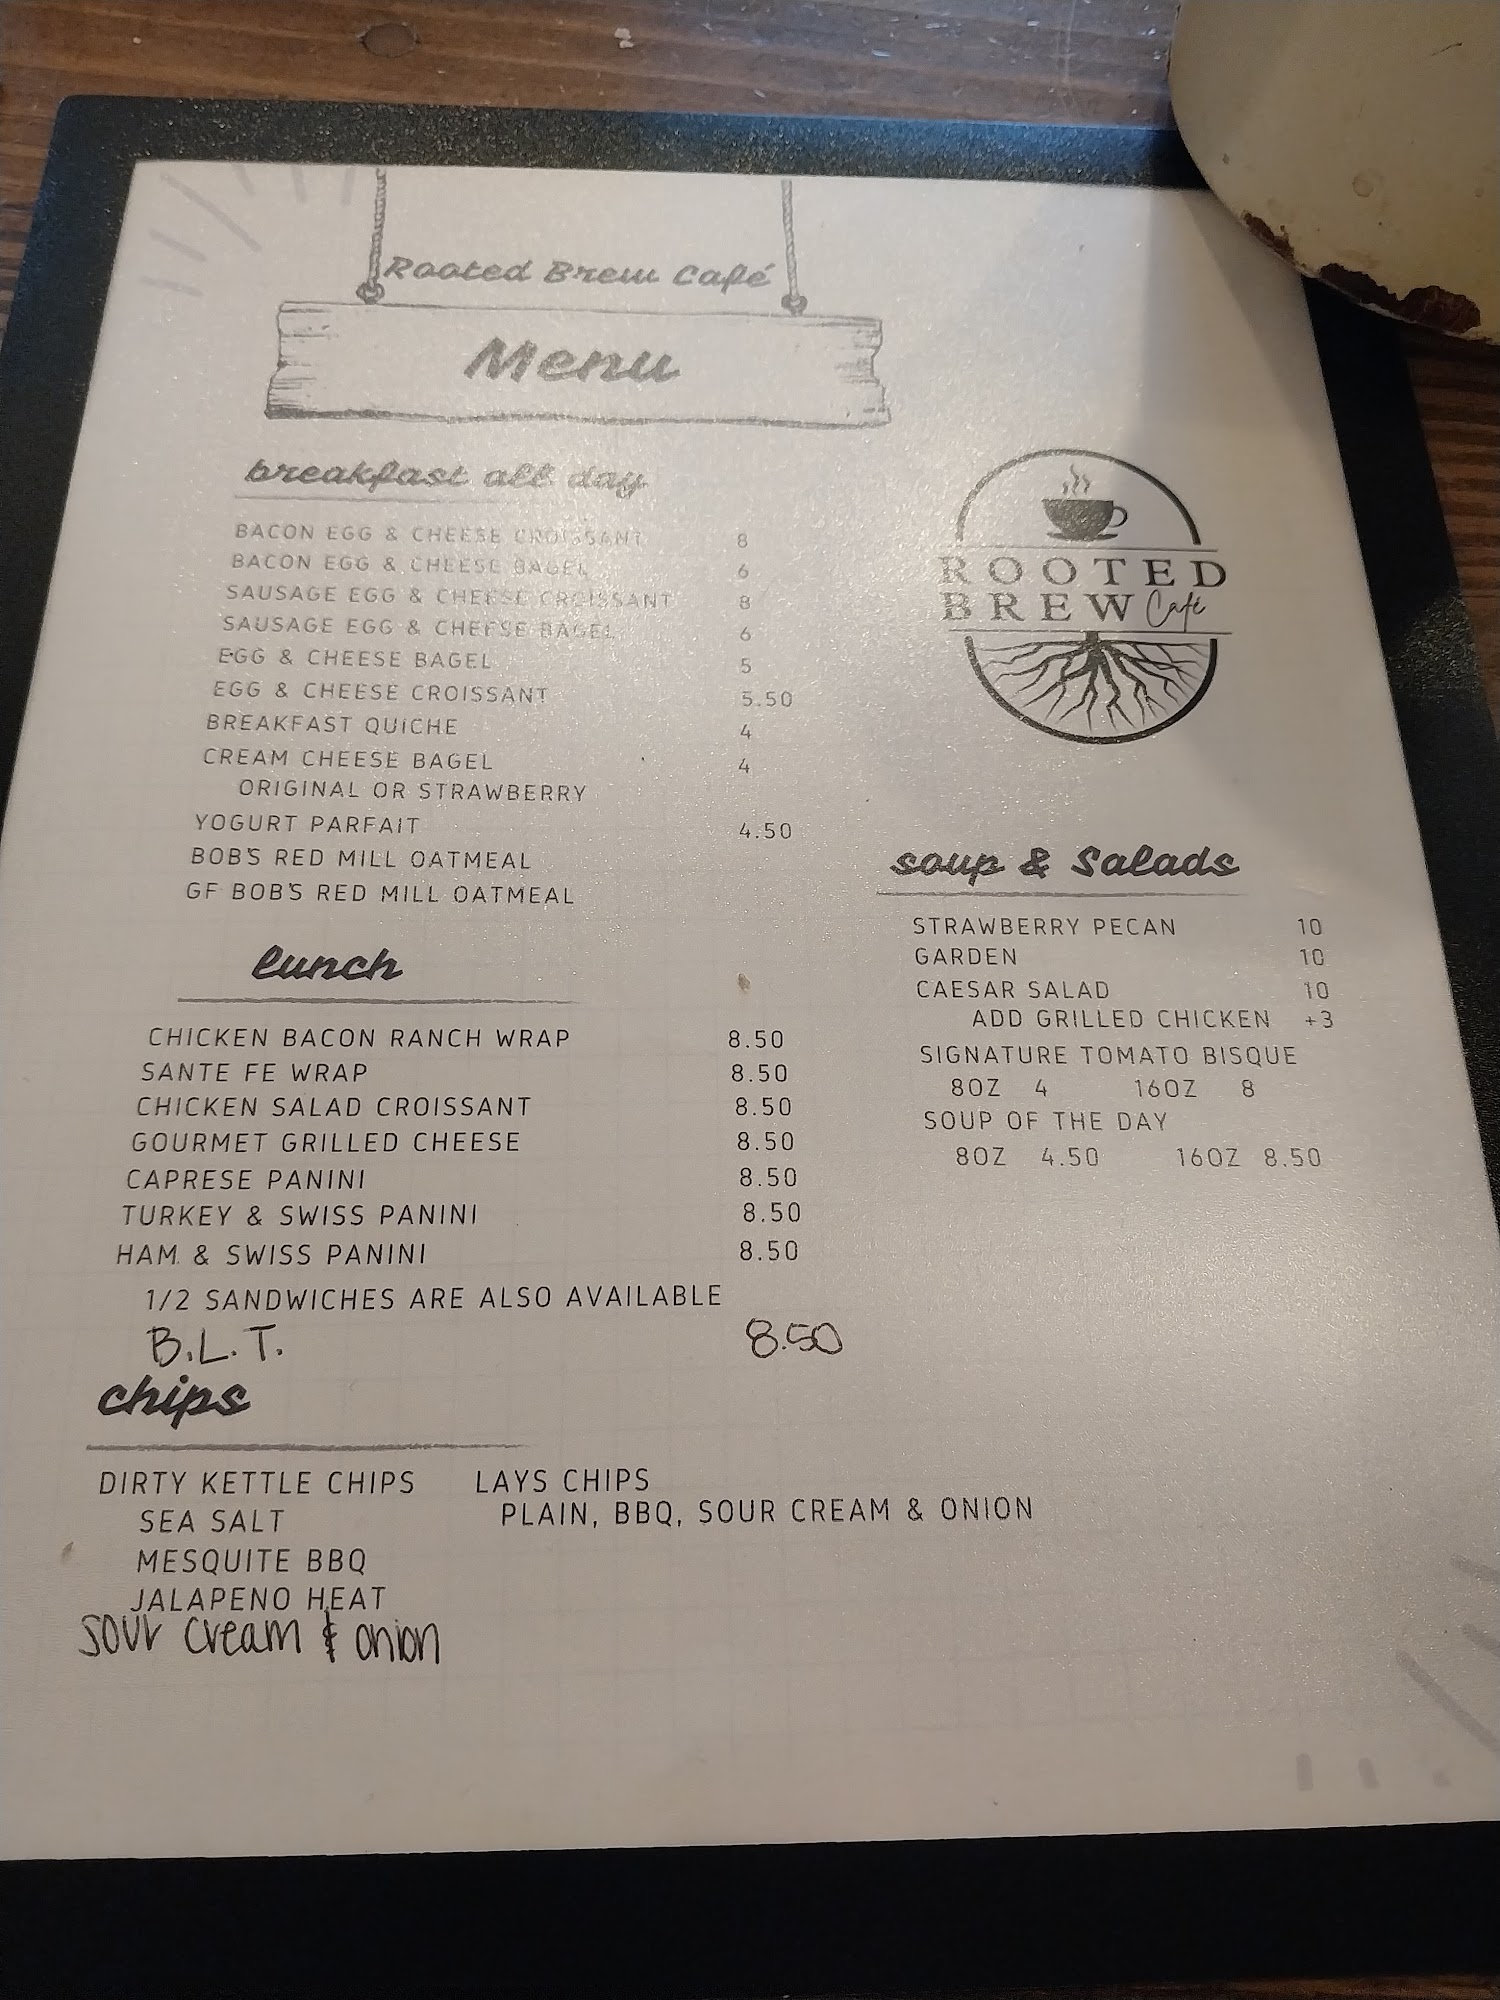 Rooted Brew Café
Menu
breakfast all day
BACON EGG & CHEESE CROISSANT 8
BACON EGG & CHEESE BAGEL 6
SAUSAGE EGG & CHEESE CROISSANT 8
SAUSAGE EGG & CHEESE BAGEL 6
EGG & CHEESE BAGEL 5
EGG & CHEESE CROISSANT 5.50
BREAKFAST QUICHE 4
CREAM CHEESE BAGEL 4
ORIGINAL OR STRAWBERRY
YOGURT PARFAIT 4.50
BOB'S RED MILL OATMEAL
GF BOB'S RED MILL OATMEAL
lunch
CHICKEN BACON RANCH WRAP 8.50
SANTE FE WRAP 8.50
CHICKEN SALAD CROISSANT 8.50
GOURMET GRILLED CHEESE 8.50
CAPRESE PANINI 8.50
TURKEY & SWISS PANINI 8.50
HAM & SWISS PANINI 8.50
1/2 SANDWICHES ARE ALSO AVAILABLE
B.L.T. 8.50
chips
DIRTY KETTLE CHIPS
SEA SALT
MESQUITE BBQ
JALAPENO HEAT
sour cream & onion
LAYS CHIPS
PLAIN, BBQ, SOUR CREAM & ONION
ROOTED
BREW Café
soup & Salads
STRAWBERRY PECAN 10
GARDEN 10
CAESAR SALAD 10
ADD GRILLED CHICKEN +3
SIGNATURE TOMATO BISQUE
8OZ 4 16OZ 8
SOUP OF THE DAY
8OZ 4.50 16OZ 8.50